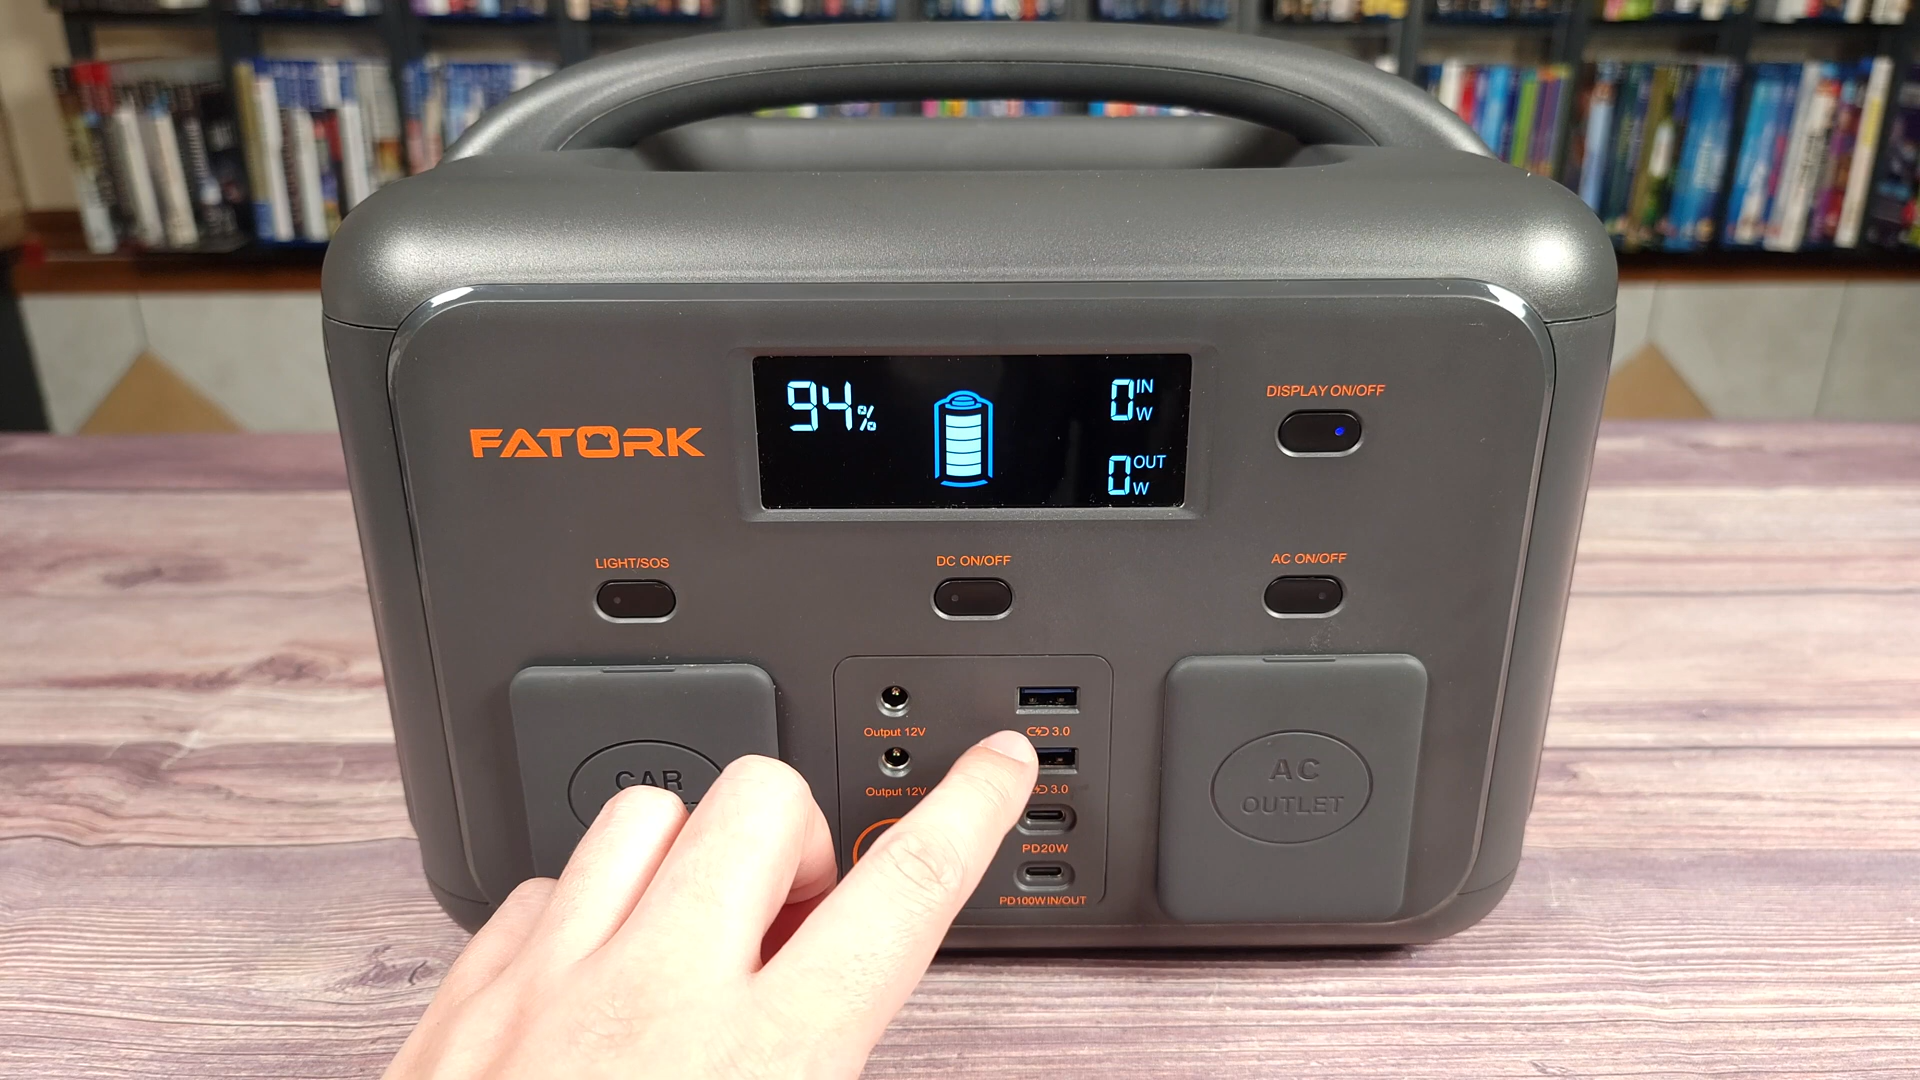 94%
0 IN W
0 OUT W
DISPLAY ON/OFF
FATORK
LIGHT/SOS
DC ON/OFF
AC ON/OFF
Output 12V
3.0
Output 12V
3.0
CAR
AC
OUTLET
PD20W
PD100W IN/OUT